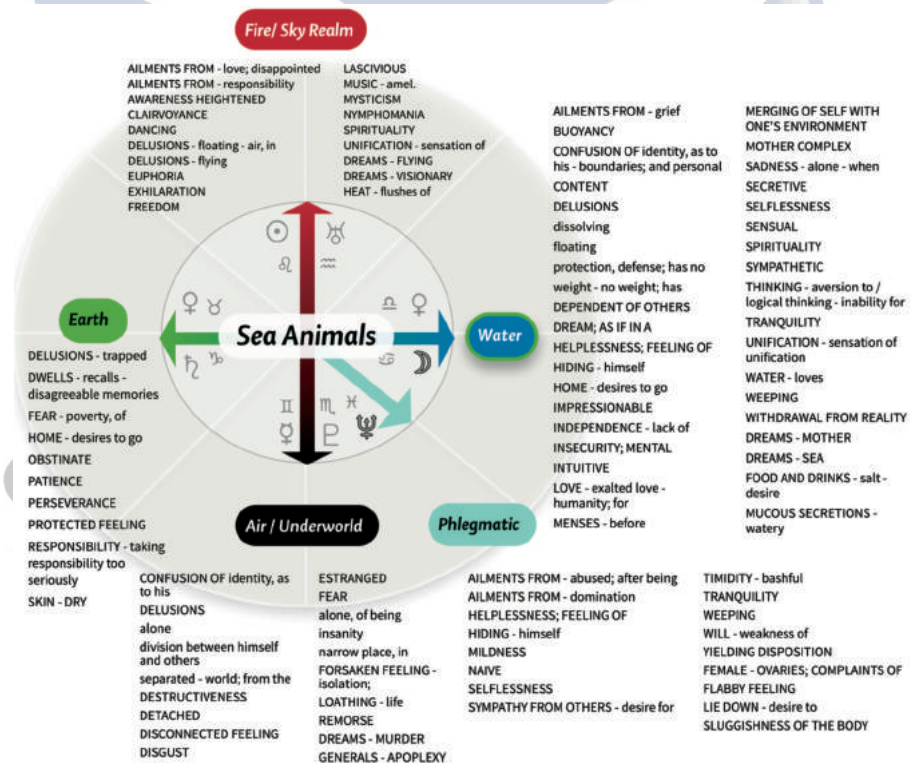 Fire/ Sky Realm
AILMENTS FROM - love; disappointed
AILMENTS FROM - responsibility
AWARENESS HEIGHTENED
CLAIRVOYANCE
DANCING
DELUSIONS - floating - air, in
DELUSIONS - flying
EUPHORIA
EXHILARATION
FREEDOM
LASCIVIOUS
MUSIC - amel.
MYSTICISM
NYMPHOMANIA
SPIRITUALITY
UNIFICATION - sensation of
DREAMS - FLYING
DREAMS - VISIONARY
HEAT - flushes of
Sea Animals
Earth
DELUSIONS - trapped
DWELLS - recalls -
disagreeable memories
FEAR - poverty, of
HOME - desires to go
OBSTINATE
PATIENCE
PERSEVERANCE
PROTECTED FEELING
RESPONSIBILITY - taking
responsibility too
seriously
SKIN - DRY
Water
AILMENTS FROM - grief
BUOYANCY
CONFUSION OF identity, as to
his - boundaries; and personal
CONTENT
DELUSIONS
dissolving
floating
protection, defense; has no
weight - no weight; has
DEPENDENT OF OTHERS
DREAM; AS IF IN A
HELPLESSNESS; FEELING OF
HIDING - himself
HOME - desires to go
IMPRESSIONABLE
INDEPENDENCE - lack of
INSECURITY; MENTAL
INTUITIVE
LOVE - exalted love -
humanity; for
MENSES - before
MERGING OF SELF WITH
ONE'S ENVIRONMENT
MOTHER COMPLEX
SADNESS - alone - when
SECRETIVE
SELFLESSNESS
SENSUAL
SPIRITUALITY
SYMPATHETIC
THINKING - aversion to /
logical thinking - inability for
TRANQUILITY
UNIFICATION - sensation of
unification
WATER - loves
WEEPING
WITHDRAWAL FROM REALITY
DREAMS - MOTHER
DREAMS - SEA
FOOD AND DRINKS - salt -
desire
MUCOUS SECRETIONS -
watery
Air / Underworld
CONFUSION OF identity, as
to his
DELUSIONS
alone
division between himself
and others
separated - world; from the
DESTRUCTIVENESS
DETACHED
DISCONNECTED FEELING
DISGUST
ESTRANGED
FEAR
alone, of being
insanity
narrow place, in
FORSAKEN FEELING -
isolation;
LOATHING - life
REMORSE
DREAMS - MURDER
GENERALS - APOPLEXY
Phlegmatic
AILMENTS FROM - abused; after being
AILMENTS FROM - domination
HELPLESSNESS; FEELING OF
HIDING - himself
MILDNESS
NAIVE
SELFLESSNESS
SYMPATHY FROM OTHERS - desire for
TIMIDITY - bashful
TRANQUILITY
WEEPING
WILL - weakness of
YIELDING DISPOSITION
FEMALE - OVARIES; COMPLAINTS OF
FLABBY FEELING
LIE DOWN - desire to
SLUGGISHNESS OF THE BODY